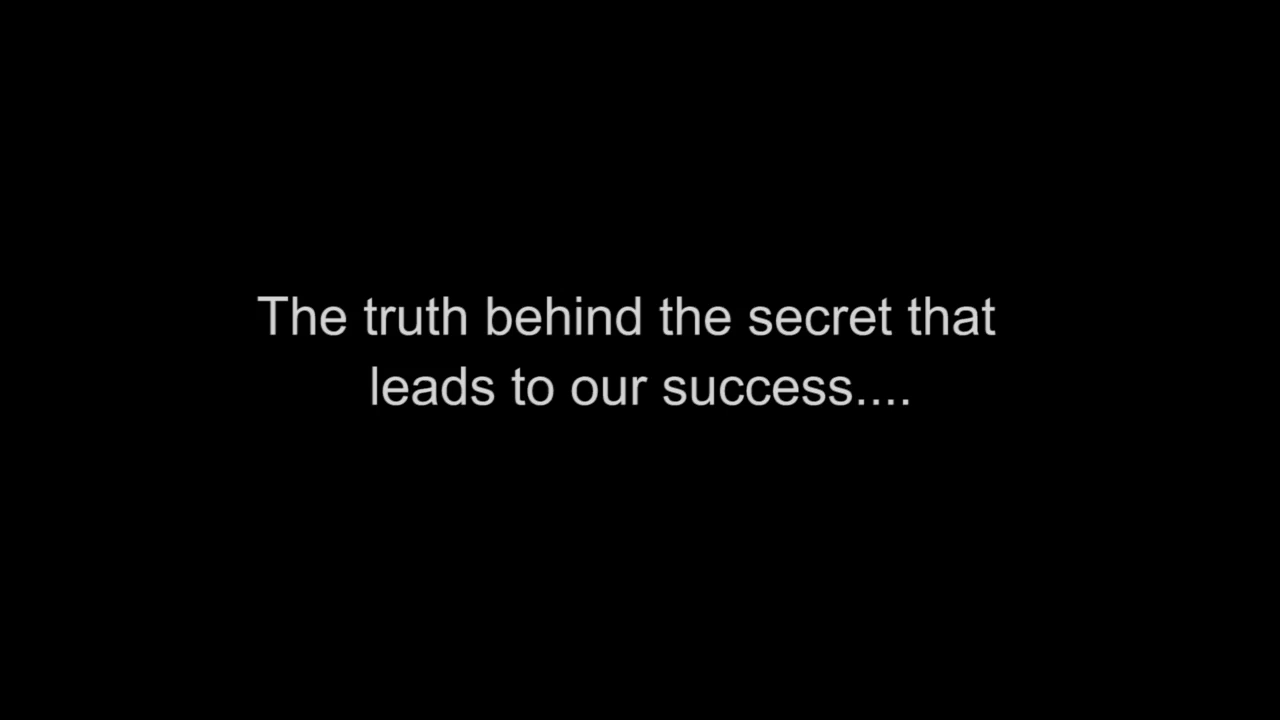 The truth behind the secret that
leads to our success....